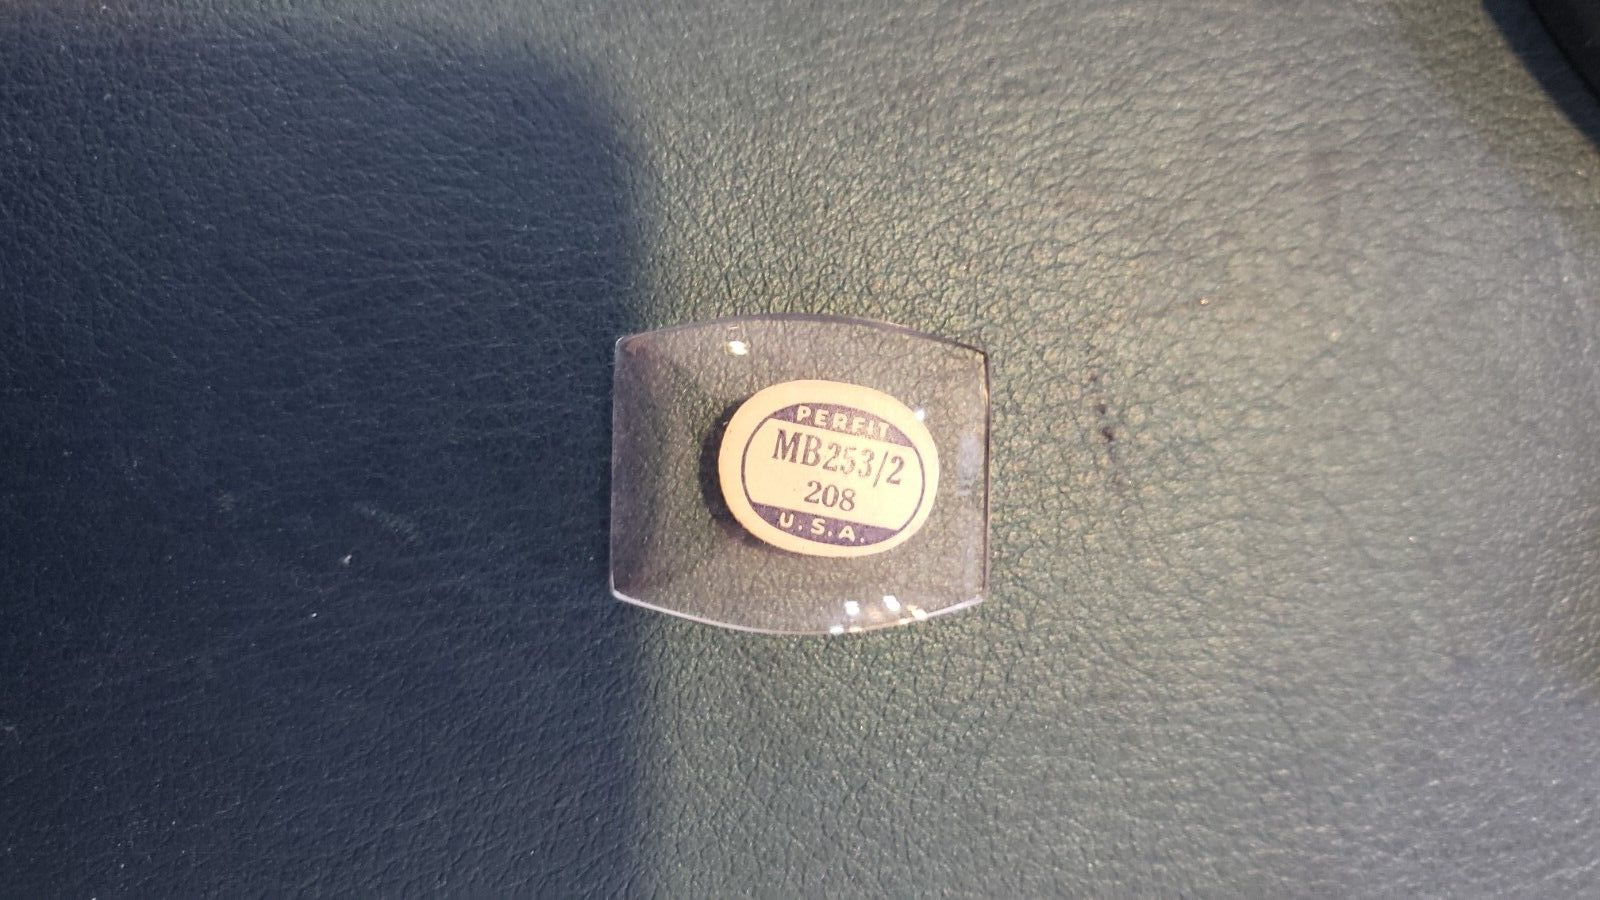 PERFIT
MB253/2
208
U.S.A.